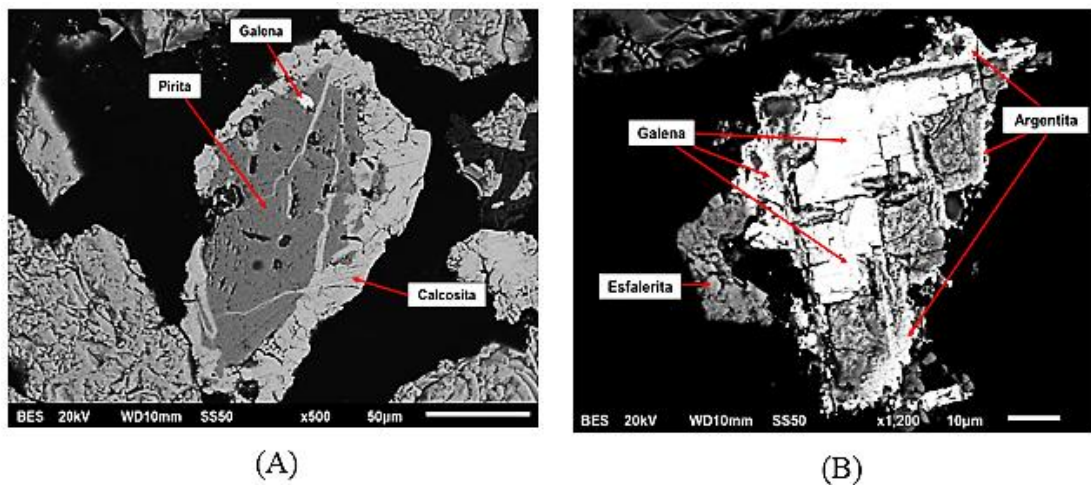 Galena
Pirita
Calcosita
BES 20kV WD10mm SS50 x500 50µm
(A)
Galena
Argentita
Esfalerita
BES 20kV WD10mm SS50 x1,200 10µm
(B)